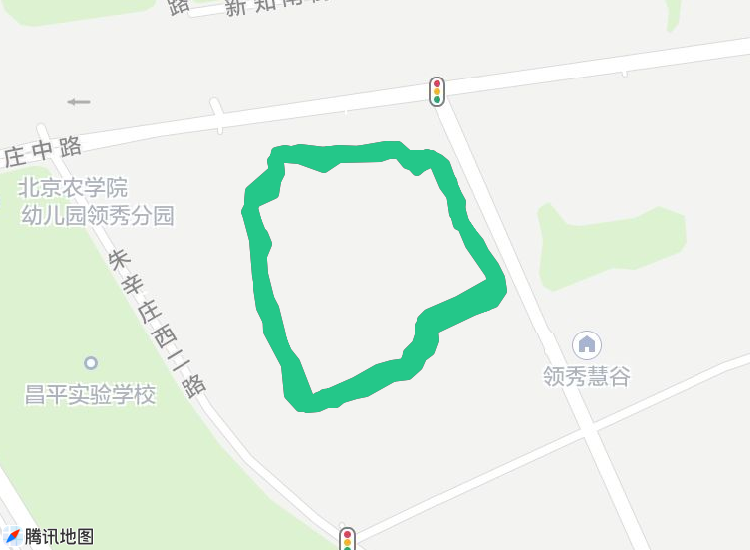 路
新知南
庄中路
北京农学院
幼儿园领秀分园
朱辛庄西二路
领秀慧谷
昌平实验学校
腾讯地图